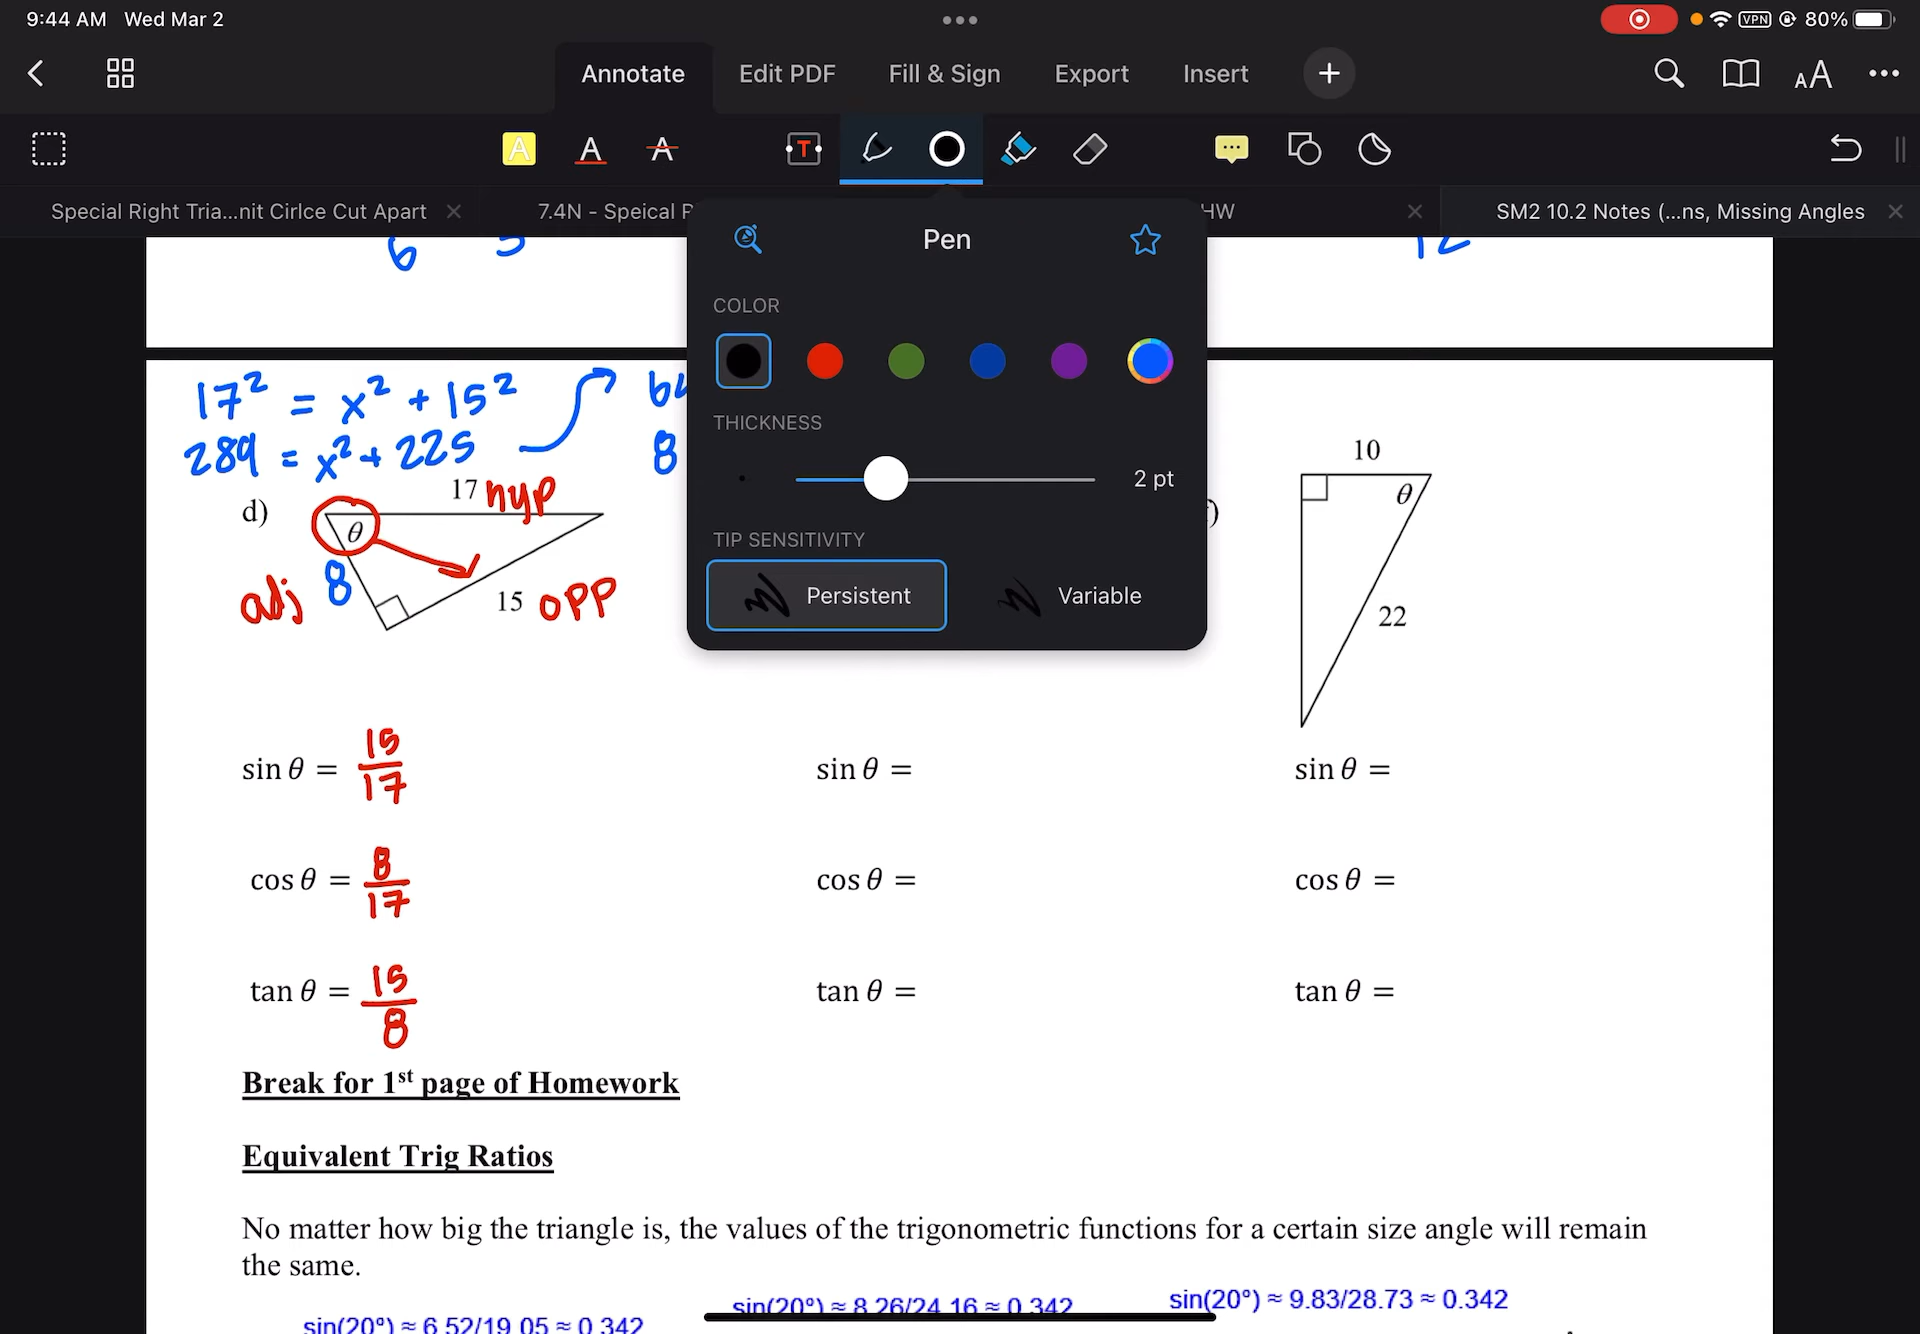 9:44 AM Wed Mar 2
VPN 80%
Annotate Edit PDF Fill & Sign Export Insert
AA
A A A T
Special Right Tria...nit Cirlce Cut Apart 7.4N - Speical HW SM2 10.2 Notes (...ns, Missing Angles
Pen
COLOR
THICKNESS
2 pt
TIP SENSITIVITY
Persistent Variable
6 5 12
17² = x² + 15²
289 = x² + 225
8
d) 17 hyp
θ
adj 8 15 opp
10
θ
22
sin θ = 15/17 sin θ = sin θ =
cos θ = 8/17 cos θ = cos θ =
tan θ = 15/8 tan θ = tan θ =
Break for 1st page of Homework
Equivalent Trig Ratios
No matter how big the triangle is, the values of the trigonometric functions for a certain size angle will remain
the same.
sin(20°) ≈ 6.52/19.05 ≈ 0.342
sin(20°) ≈ 8.26/24.16 ≈ 0.342
sin(20°) ≈ 9.83/28.73 ≈ 0.342